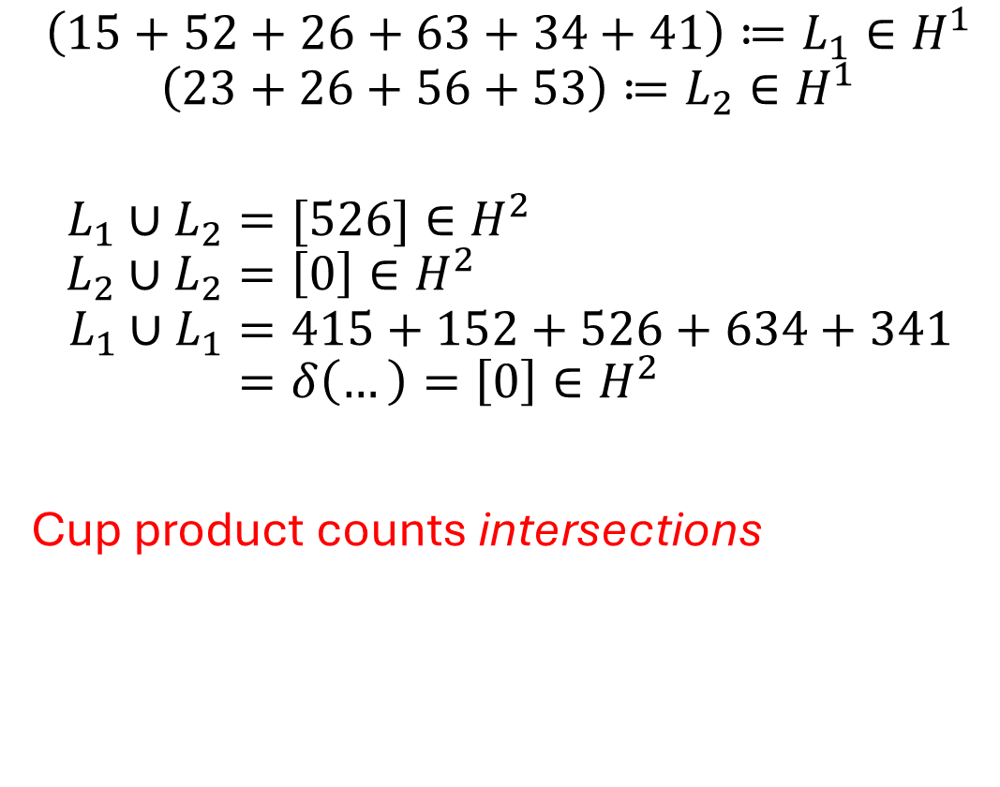 (15 + 52 + 26 + 63 + 34 + 41) ≔ L₁ ∈ H¹
(23 + 26 + 56 + 53) ≔ L₂ ∈ H¹
L₁ ∪ L₂ = [526] ∈ H²
L₂ ∪ L₂ = [0] ∈ H²
L₁ ∪ L₁ = 415 + 152 + 526 + 634 + 341
= δ(…) = [0] ∈ H²
Cup product counts intersections